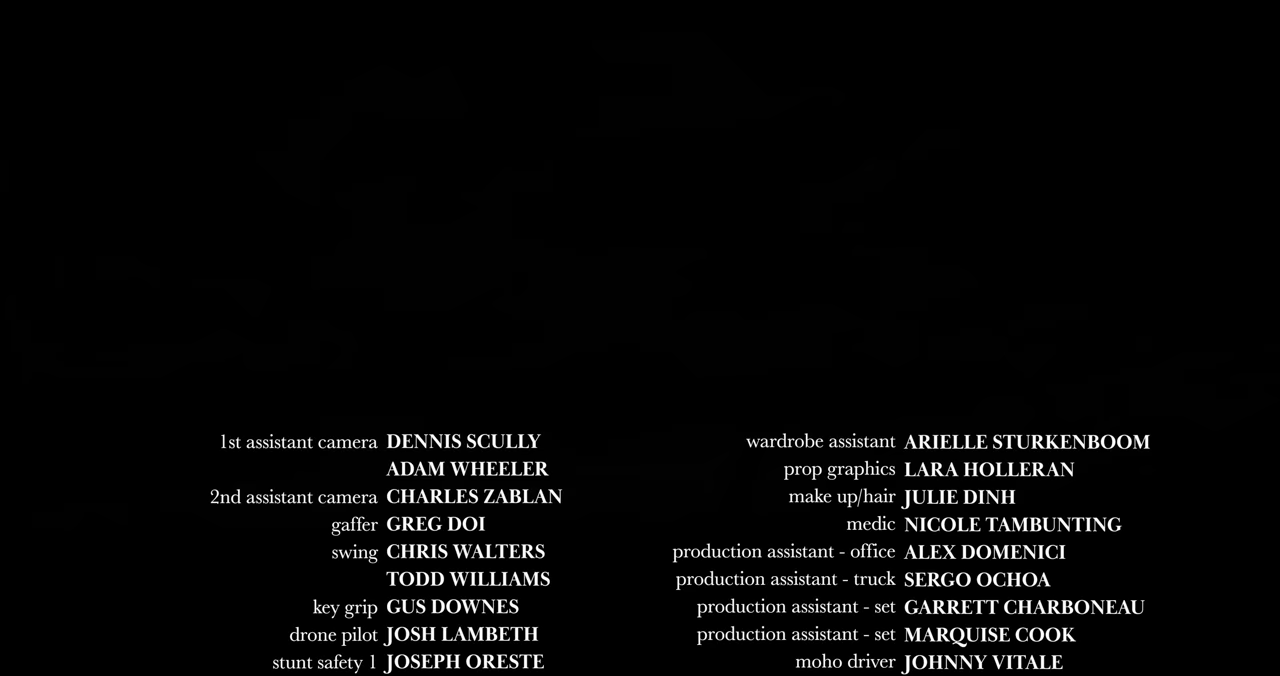 1st assistant camera DENNIS SCULLY
ADAM WHEELER
2nd assistant camera CHARLES ZABLAN
gaffer GREG DOI
swing CHRIS WALTERS
TODD WILLIAMS
key grip GUS DOWNES
drone pilot JOSH LAMBETH
stunt safety 1 JOSEPH ORESTE
wardrobe assistant ARIELLE STURKENBOOM
prop graphics LARA HOLLERAN
make up/hair JULIE DINH
medic NICOLE TAMBUNTING
production assistant - office ALEX DOMENICI
production assistant - truck SERGO OCHOA
production assistant - set GARRETT CHARBONEAU
production assistant - set MARQUISE COOK
moho driver JOHNNY VITALE